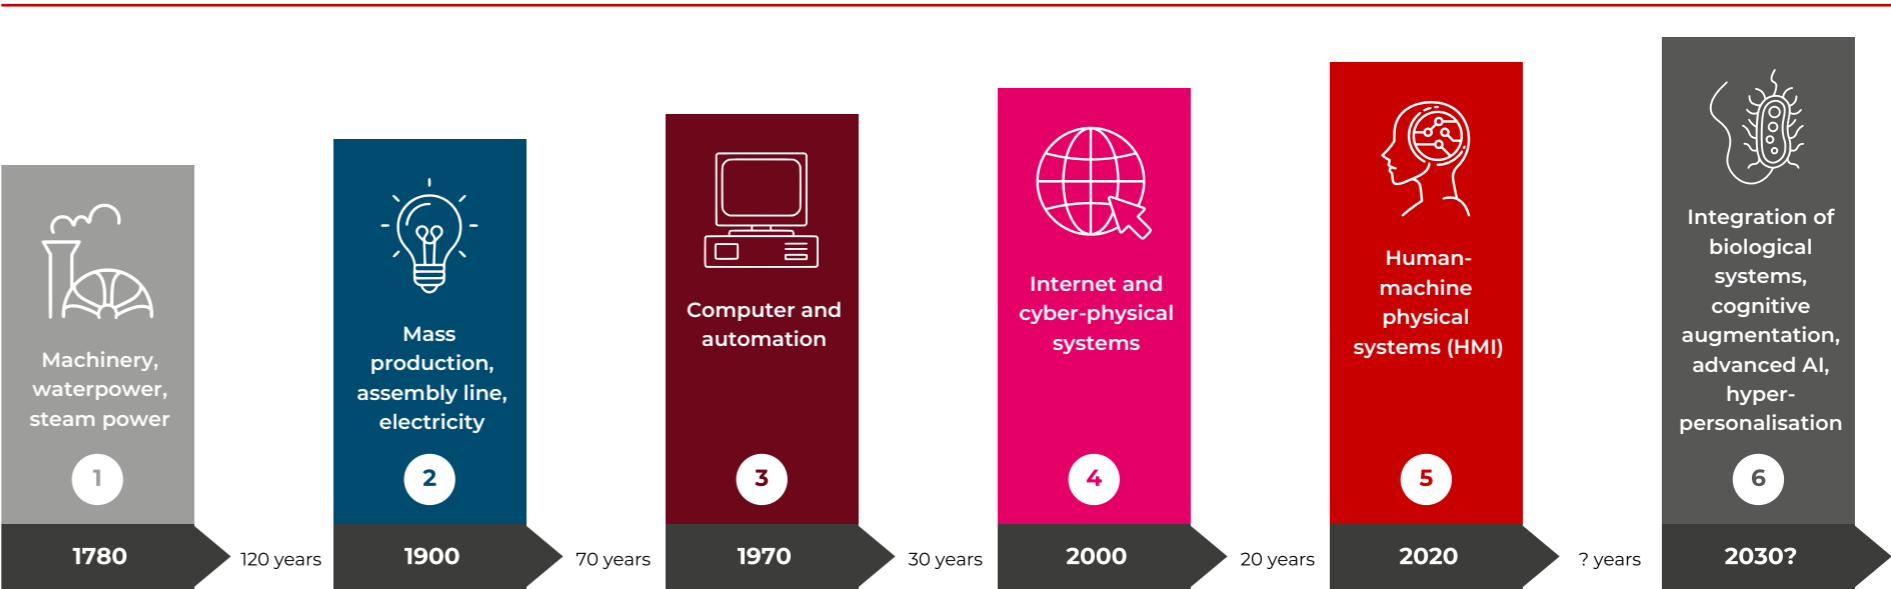 Machinery,
waterpower,
steam power
1
1780
120 years
Mass
production,
assembly line,
electricity
2
1900
70 years
Computer and
automation
3
1970
30 years
Internet and
cyber-physical
systems
4
2000
20 years
Human-
machine
physical
systems (HMI)
5
2020
? years
Integration of
biological
systems,
cognitive
augmentation,
advanced AI,
hyper-
personalisation
6
2030?